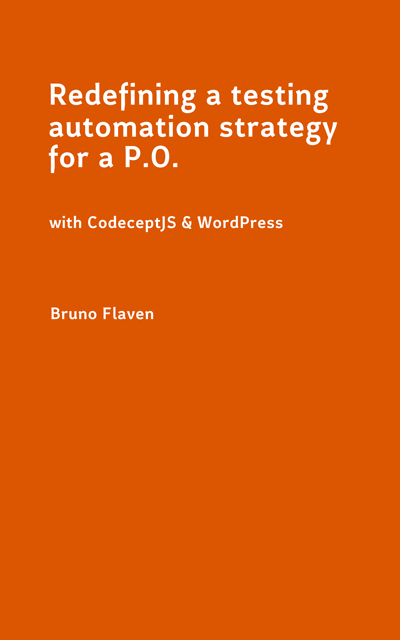 Redefining a testing
automation strategy
for a P.O.
with CodeceptJS & WordPress
Bruno Flaven